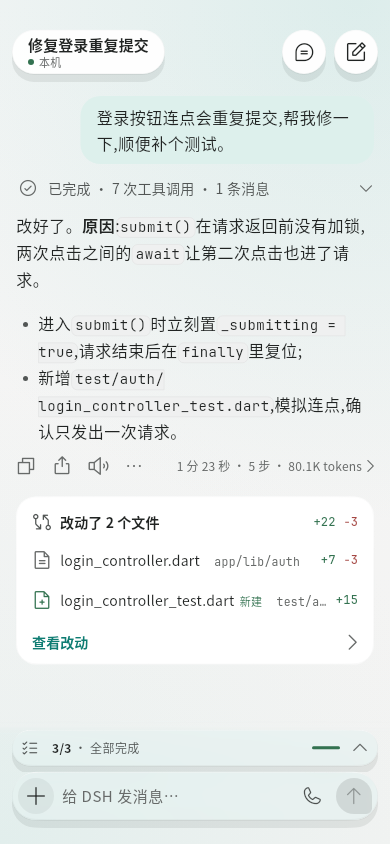 修复登录重复提交
本机
登录按钮连点会重复提交,帮我修一
下,顺便补个测试。
已完成 · 7 次工具调用 · 1 条消息
改好了。原因:submit() 在请求返回前没有加锁,
两次点击之间的 await 让第二次点击也进了请
求。
• 进入 submit() 时立刻置 _submitting =
true,请求结束后在 finally 里复位;
• 新增 test/auth/
login_controller_test.dart,模拟连点,确
认只发出一次请求。
1 分 23 秒 · 5 步 · 80.1K tokens
改动了 2 个文件 +22 -3
login_controller.dart app/lib/auth +7 -3
login_controller_test.dart 新建 test/a… +15
查看改动
3/3 · 全部完成
给 DSH 发消息…